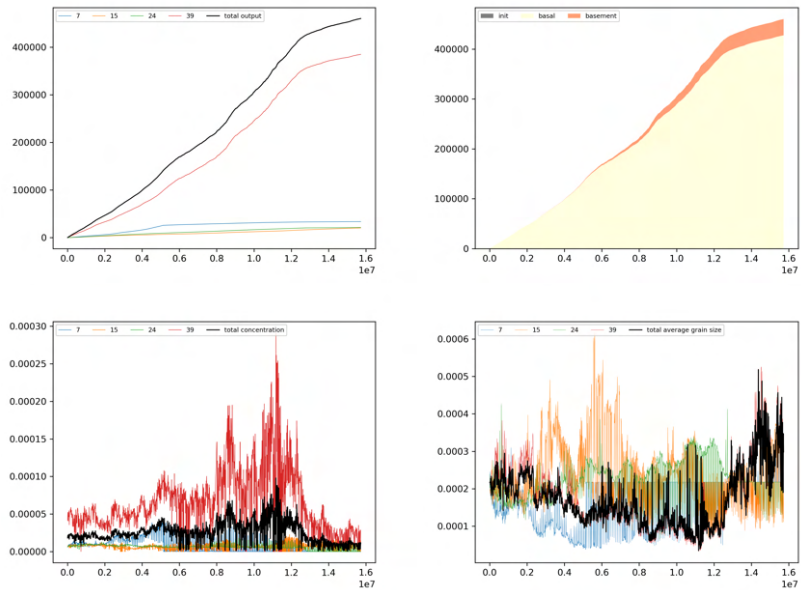 7 15 24 39 total output
400000
300000
200000
100000
0
0.0 0.2 0.4 0.6 0.8 1.0 1.2 1.4 1.6
1e7
init basal basement
400000
300000
200000
100000
0
0.0 0.2 0.4 0.6 0.8 1.0 1.2 1.4 1.6
1e7
7 15 24 39 total concentration
0.00030
0.00025
0.00020
0.00015
0.00010
0.00005
0.00000
0.0 0.2 0.4 0.6 0.8 1.0 1.2 1.4 1.6
1e7
7 15 24 39 total average grain size
0.0006
0.0005
0.0004
0.0003
0.0002
0.0001
0.0 0.2 0.4 0.6 0.8 1.0 1.2 1.4 1.6
1e7